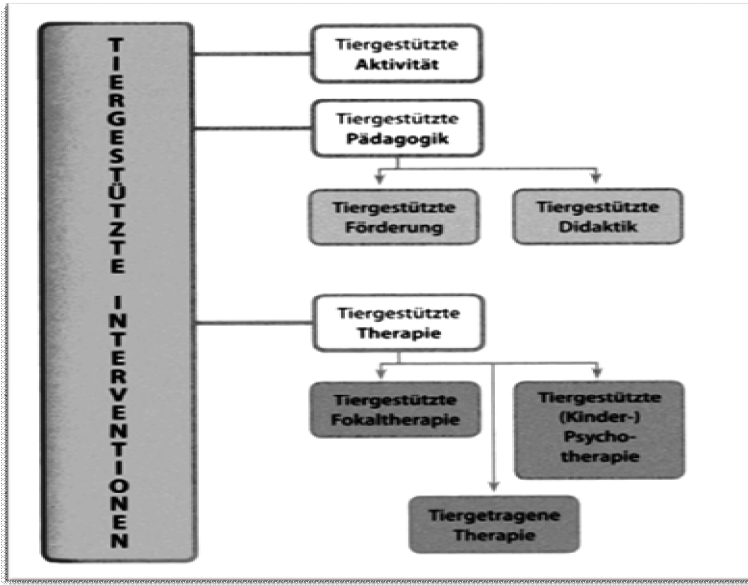 TIERGESTÜTZTE INTERVENTIONEN
Tiergestützte
Aktivität
Tiergestützte
Pädagogik
Tiergestützte
Förderung
Tiergestützte
Didaktik
Tiergestützte
Therapie
Tiergestützte
Fokaltherapie
Tiergestützte
(Kinder-)
Psycho-
therapie
Tiergetragene
Therapie